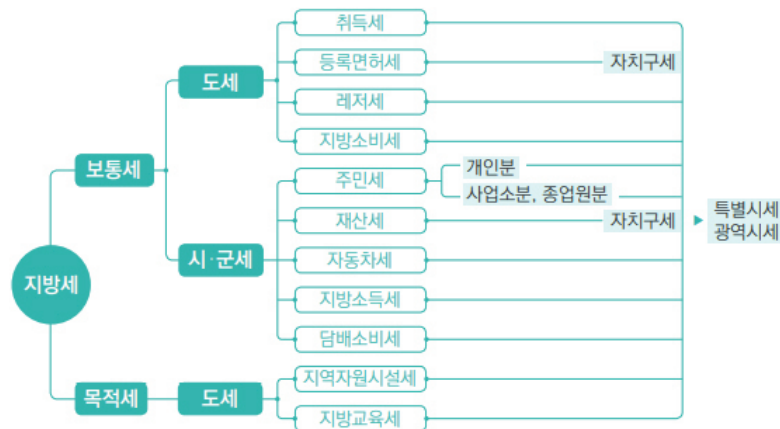 지방세
보통세
도세
취득세
등록면허세
자치구세
레저세
지방소비세
시·군세
주민세
개인분
사업소분, 종업원분
재산세
자치구세
자동차세
지방소득세
담배소비세
목적세
도세
지역자원시설세
지방교육세
특별시세
광역시세